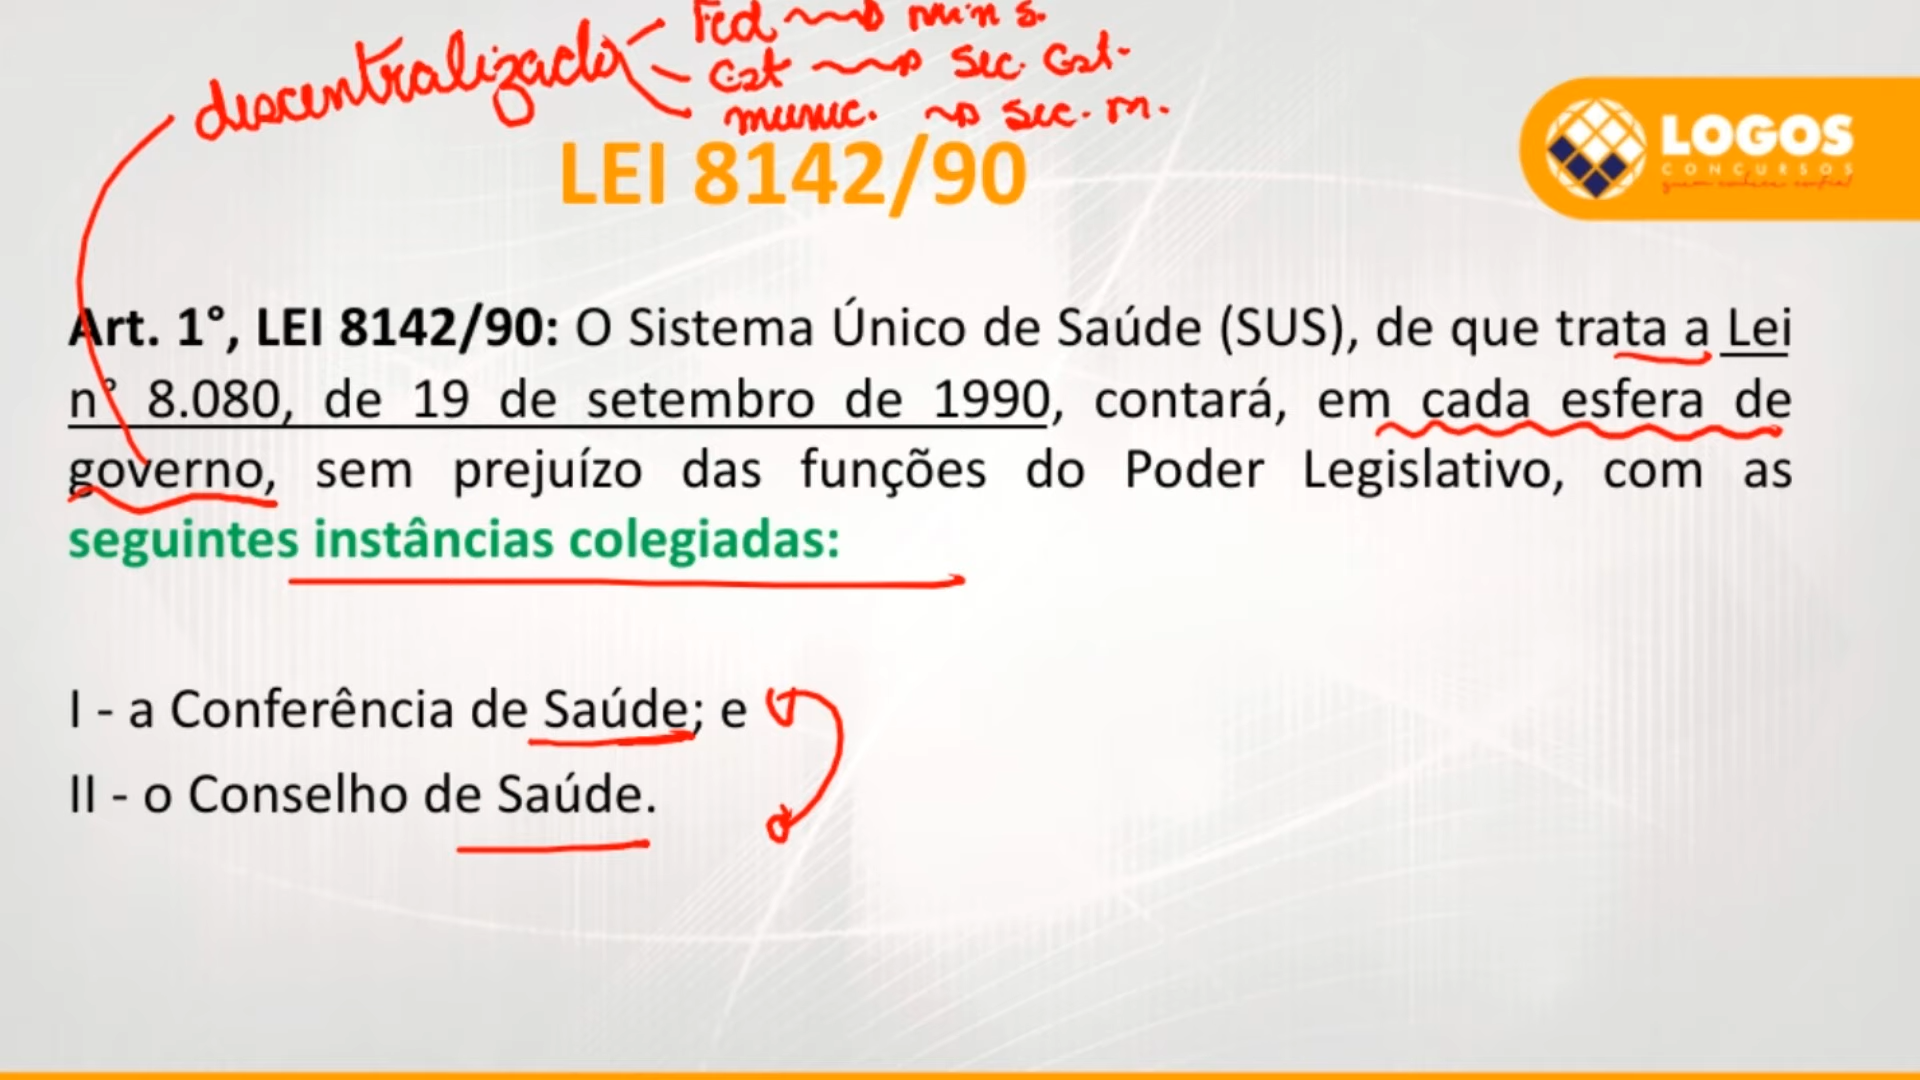 Fed → min s.
descentralizado Est → Sec. Est.
munic. → Sec. m.
LEI 8142/90
LOGOS
CONCURSOS
Art. 1°, LEI 8142/90: O Sistema Único de Saúde (SUS), de que trata a Lei
n° 8.080, de 19 de setembro de 1990, contará, em cada esfera de
governo, sem prejuízo das funções do Poder Legislativo, com as
seguintes instâncias colegiadas:
I - a Conferência de Saúde; e
II - o Conselho de Saúde.